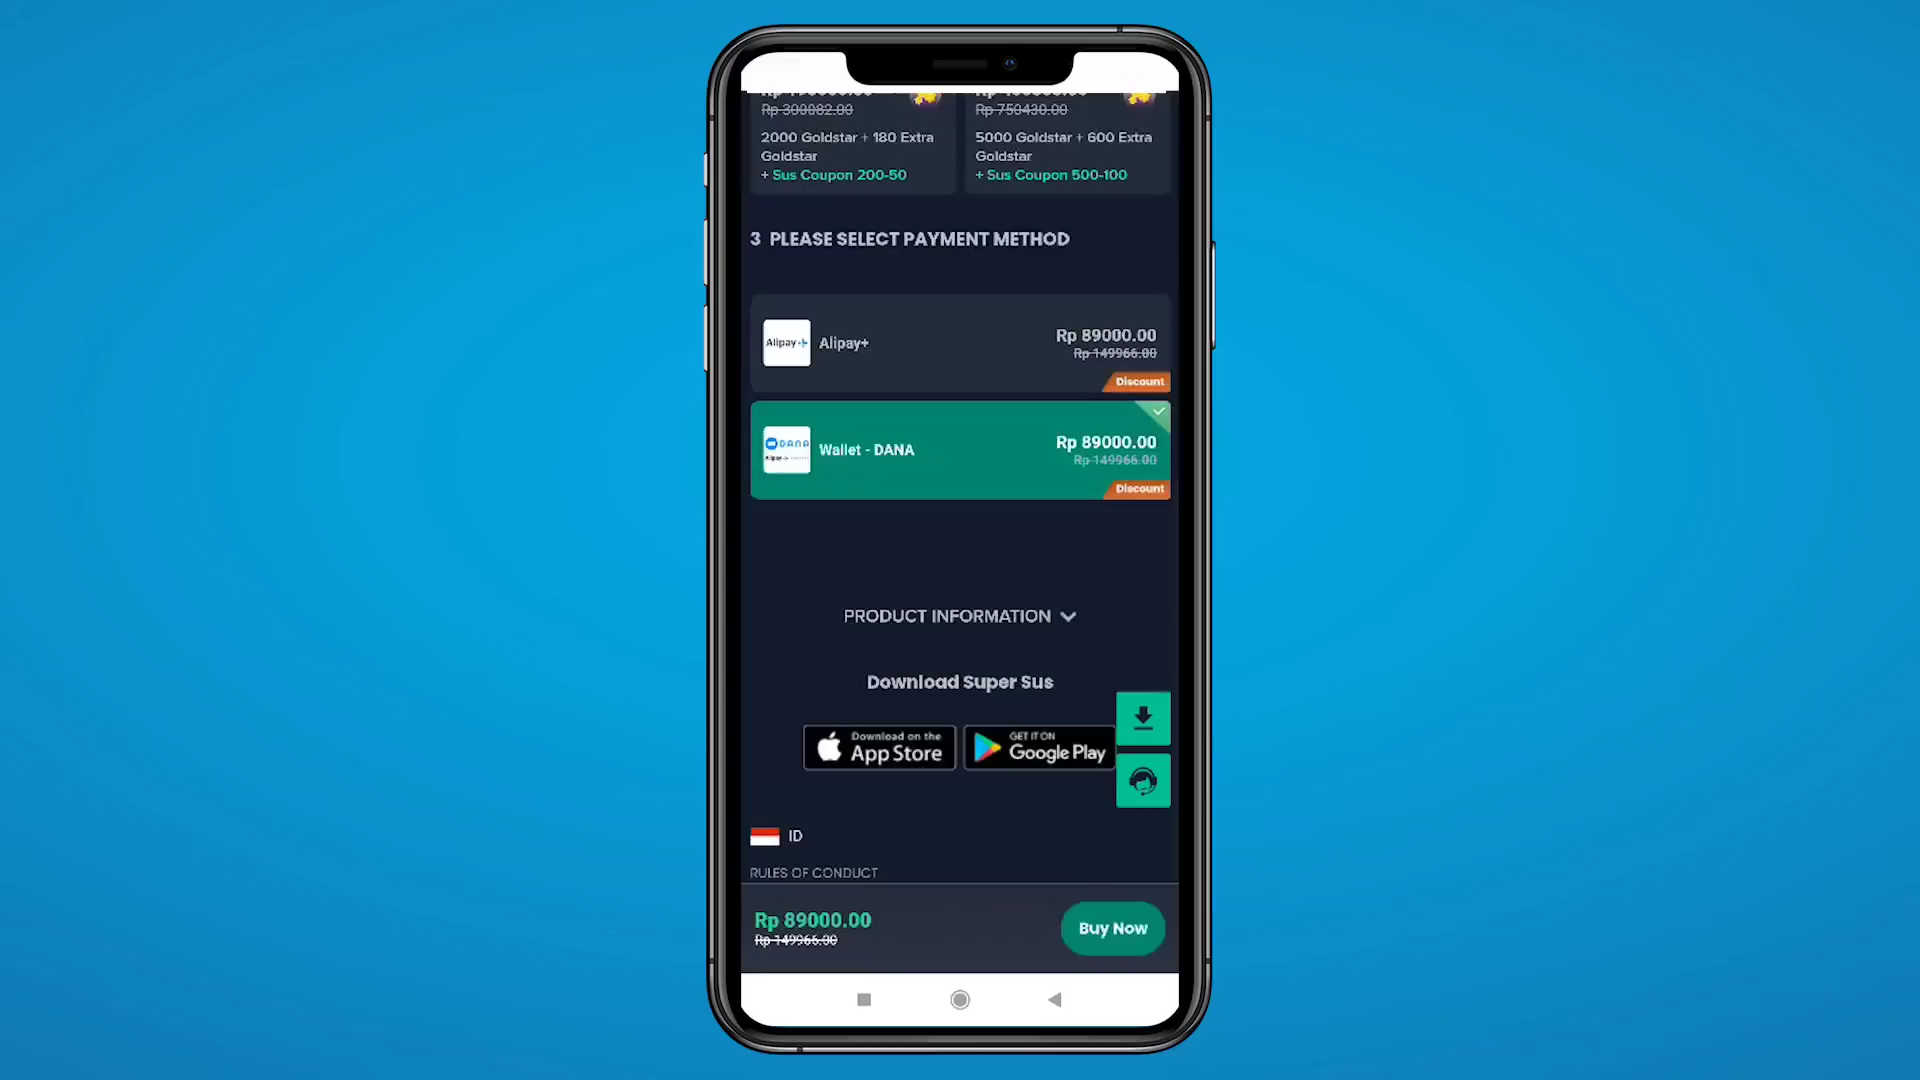 Rp 300082.00
Rp 750430.00
2000 Goldstar + 180 Extra
Goldstar
+ Sus Coupon 200-50
5000 Goldstar + 600 Extra
Goldstar
+ Sus Coupon 500-100
3 PLEASE SELECT PAYMENT METHOD
Alipay+
Alipay+
Rp 89000.00
Rp 149966.00
Discount
DANA
Wallet - DANA
Rp 89000.00
Rp 149966.00
Discount
PRODUCT INFORMATION
Download Super Sus
Download on the
App Store
GET IT ON
Google Play
ID
RULES OF CONDUCT
Rp 89000.00
Rp 149966.00
Buy Now